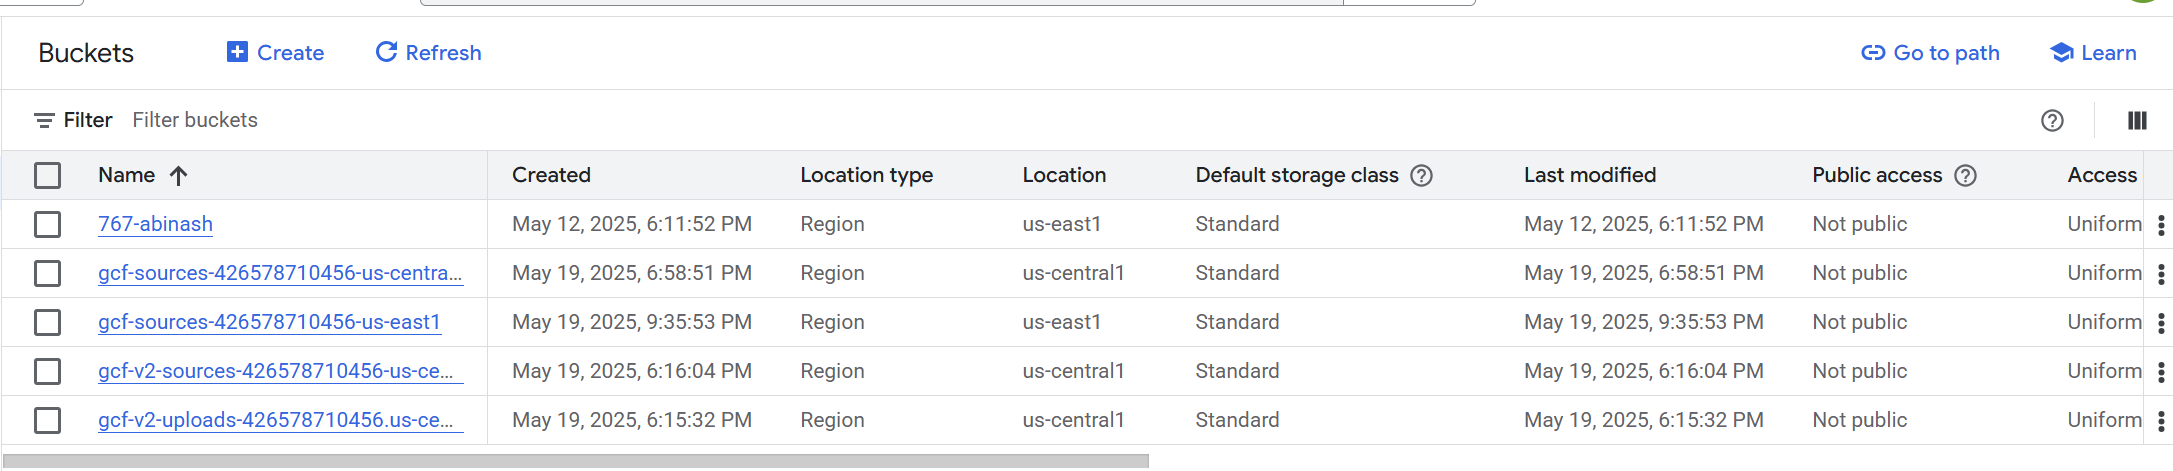 Buckets Create Refresh Go to path Learn
Filter Filter buckets
Name Created Location type Location Default storage class Last modified Public access Access
767-abinash May 12, 2025, 6:11:52 PM Region us-east1 Standard May 12, 2025, 6:11:52 PM Not public Uniform
gcf-sources-426578710456-us-centra... May 19, 2025, 6:58:51 PM Region us-central1 Standard May 19, 2025, 6:58:51 PM Not public Uniform
gcf-sources-426578710456-us-east1 May 19, 2025, 9:35:53 PM Region us-east1 Standard May 19, 2025, 9:35:53 PM Not public Uniform
gcf-v2-sources-426578710456-us-ce... May 19, 2025, 6:16:04 PM Region us-central1 Standard May 19, 2025, 6:16:04 PM Not public Uniform
gcf-v2-uploads-426578710456.us-ce... May 19, 2025, 6:15:32 PM Region us-central1 Standard May 19, 2025, 6:15:32 PM Not public Uniform